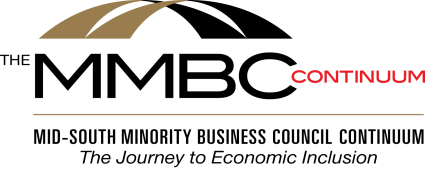 THE MMBC CONTINUUM
MID-SOUTH MINORITY BUSINESS COUNCIL CONTINUUM
The Journey to Economic Inclusion